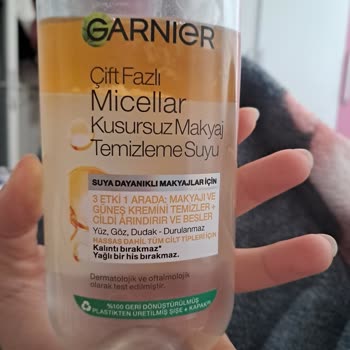 GARNIER
Çift Fazlı
Micellar
Kusursuz Makyaj
Temizleme Suyu
SUYA DAYANIKLI MAKYAJLAR İÇİN
3 ETKİ 1 ARADA: MAKYAJI VE
GÜNEŞ KREMİNİ TEMİZLER +
CİLDİ ARINDIRIR VE BESLER
Yüz, Göz, Dudak - Durulanmaz
HASSAS DAHİL TÜM CİLT TİPLERİ İÇİN
Kalıntı bırakmaz*
Yağlı bir his bırakmaz.
Dermatolojik ve oftalmolojik
olarak test edilmiştir.
%100 GERİ DÖNÜŞTÜRÜLMÜŞ
PLASTİKTEN ÜRETİLMİŞ ŞİŞE + KAPAK**